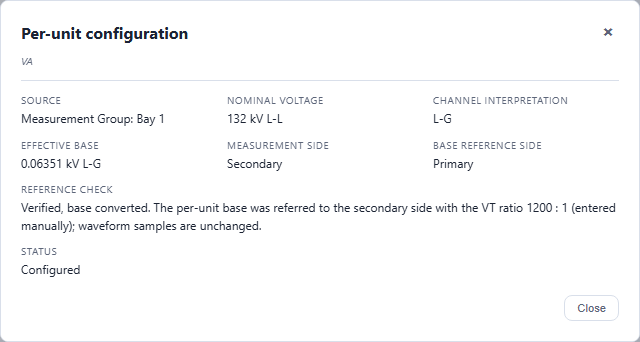 Per-unit configuration
×
VA
SOURCE
Measurement Group: Bay 1
NOMINAL VOLTAGE
132 kV L-L
CHANNEL INTERPRETATION
L-G
EFFECTIVE BASE
0.06351 kV L-G
MEASUREMENT SIDE
Secondary
BASE REFERENCE SIDE
Primary
REFERENCE CHECK
Verified, base converted. The per-unit base was referred to the secondary side with the VT ratio 1200 : 1 (entered
manually); waveform samples are unchanged.
STATUS
Configured
Close